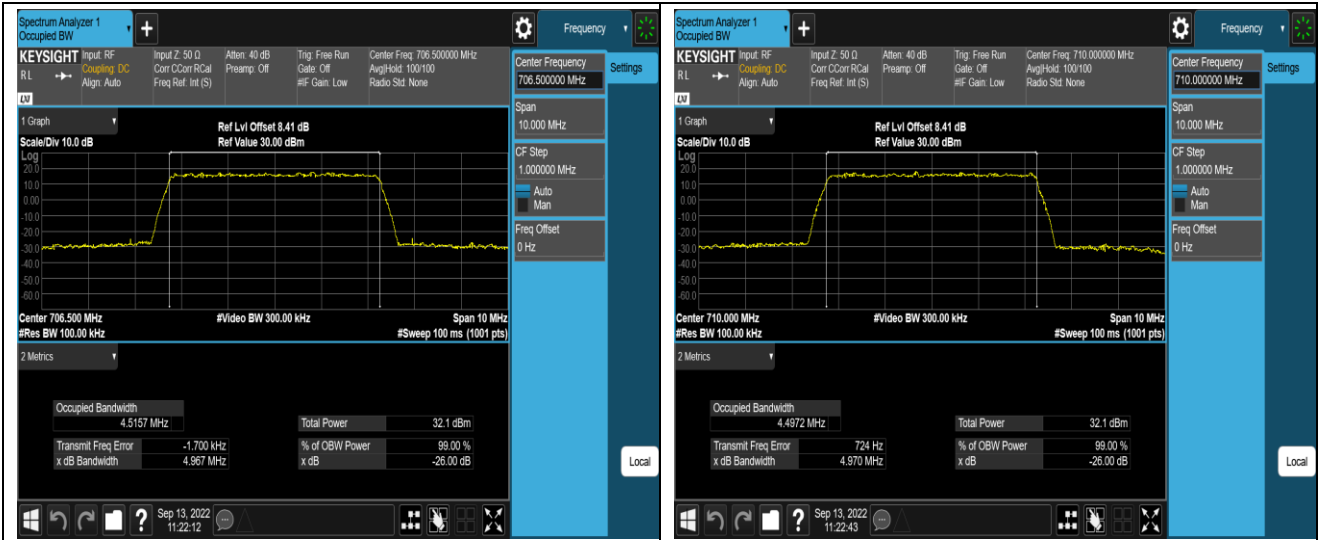 Spectrum Analyzer 1
Occupied BW
+
Frequency
KEYSIGHT Input: RF Input Z: 50 Ω Atten: 40 dB Trig: Free Run Center Freq: 706.500000 MHz
RL Coupling: DC Corr CCorr RCal Preamp: Off Gate: Off Avg|Hold: 100/100
Align: Auto Freq Ref: Int (S) #IF Gain: Low Radio Std: None
LXI
Center Frequency
706.500000 MHz
Settings
Span
10.000 MHz
CF Step
1.000000 MHz
Auto
Man
Freq Offset
0 Hz
1 Graph
Ref Lvl Offset 8.41 dB
Scale/Div 10.0 dB Ref Value 30.00 dBm
Log
20.0
10.0
0.00
-10.0
-20.0
-30.0
-40.0
-50.0
-60.0
Center 706.500 MHz #Video BW 300.00 kHz Span 10 MHz
#Res BW 100.00 kHz #Sweep 100 ms (1001 pts)
2 Metrics
Occupied Bandwidth
4.5157 MHz Total Power 32.1 dBm
Transmit Freq Error -1.700 kHz % of OBW Power 99.00 %
x dB Bandwidth 4.967 MHz x dB -26.00 dB
Local
? Sep 13, 2022
11:22:12
Spectrum Analyzer 1
Occupied BW
+
Frequency
KEYSIGHT Input: RF Input Z: 50 Ω Atten: 40 dB Trig: Free Run Center Freq: 710.000000 MHz
RL Coupling: DC Corr CCorr RCal Preamp: Off Gate: Off Avg|Hold: 100/100
Align: Auto Freq Ref: Int (S) #IF Gain: Low Radio Std: None
LXI
Center Frequency
710.000000 MHz
Settings
Span
10.000 MHz
CF Step
1.000000 MHz
Auto
Man
Freq Offset
0 Hz
1 Graph
Ref Lvl Offset 8.41 dB
Scale/Div 10.0 dB Ref Value 30.00 dBm
Log
20.0
10.0
0.00
-10.0
-20.0
-30.0
-40.0
-50.0
-60.0
Center 710.000 MHz #Video BW 300.00 kHz Span 10 MHz
#Res BW 100.00 kHz #Sweep 100 ms (1001 pts)
2 Metrics
Occupied Bandwidth
4.4972 MHz Total Power 32.1 dBm
Transmit Freq Error 724 Hz % of OBW Power 99.00 %
x dB Bandwidth 4.970 MHz x dB -26.00 dB
Local
? Sep 13, 2022
11:22:43